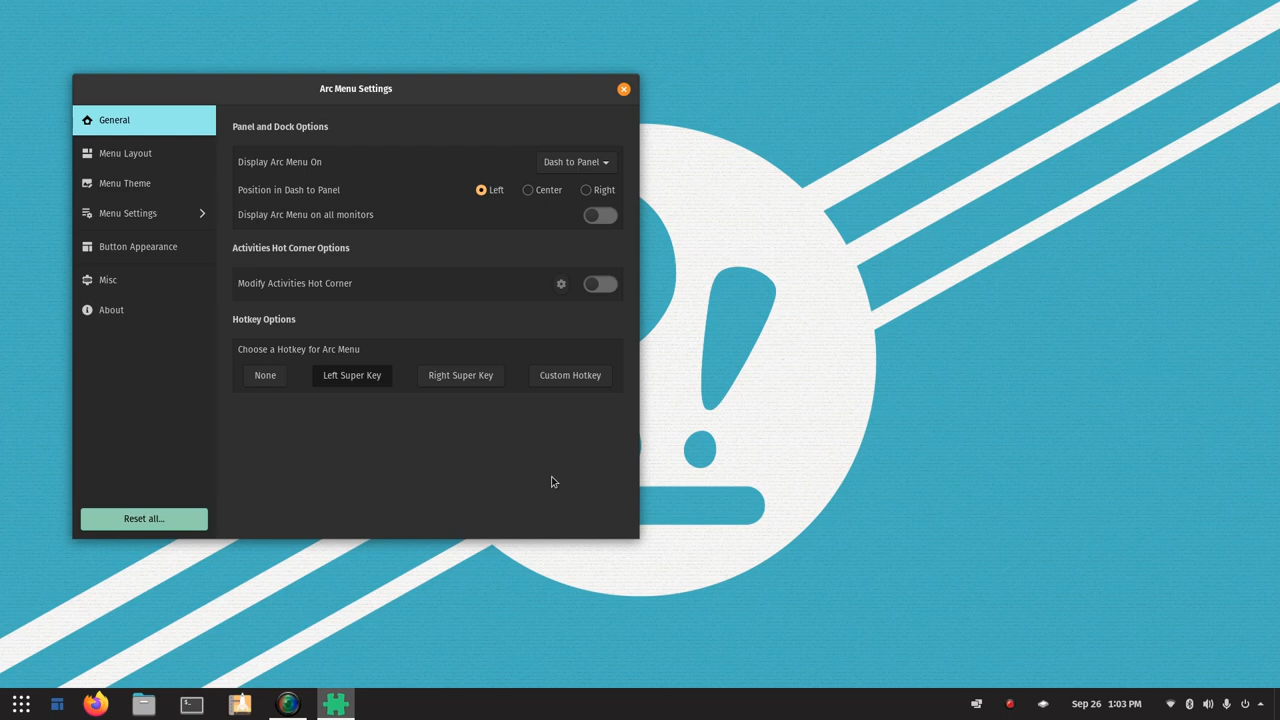 Arc Menu Settings
General
Menu Layout
Menu Theme
Menu Settings
Button Appearance
Misc
About
Reset all...
Panel and Dock Options
Display Arc Menu On
Dash to Panel
Position in Dash to Panel
Left
Center
Right
Display Arc Menu on all monitors
Activities Hot Corner Options
Modify Activities Hot Corner
Hotkey Options
Choose a Hotkey for Arc Menu
None
Left Super Key
Right Super Key
Custom Hotkey
Sep 26 1:03 PM